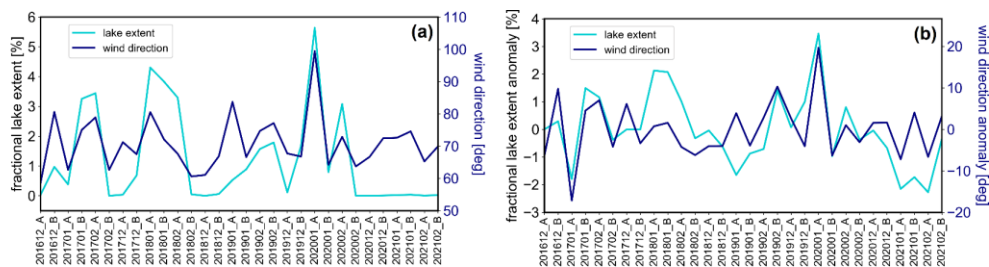 fractional lake extent [%]
6
5
4
3
2
1
0
lake extent
wind direction
(a)
110
100
90
80
70
60
50
wind direction [deg]
201612_A
201612_B
201701_A
201701_B
201702_A
201702_B
201712_A
201712_B
201801_A
201801_B
201802_A
201802_B
201812_A
201812_B
201901_A
201901_B
201902_A
201902_B
201912_A
201912_B
202001_A
202001_B
202002_A
202002_B
202012_A
202012_B
202101_A
202101_B
202102_A
202102_B
fractional lake extent anomaly [%]
4
3
2
1
0
−1
−2
−3
lake extent
wind direction
(b)
20
10
0
−10
−20
wind direction anomaly [deg]
201612_A
201612_B
201701_A
201701_B
201702_A
201702_B
201712_A
201712_B
201801_A
201801_B
201802_A
201802_B
201812_A
201812_B
201901_A
201901_B
201902_A
201902_B
201912_A
201912_B
202001_A
202001_B
202002_A
202002_B
202012_A
202012_B
202101_A
202101_B
202102_A
202102_B